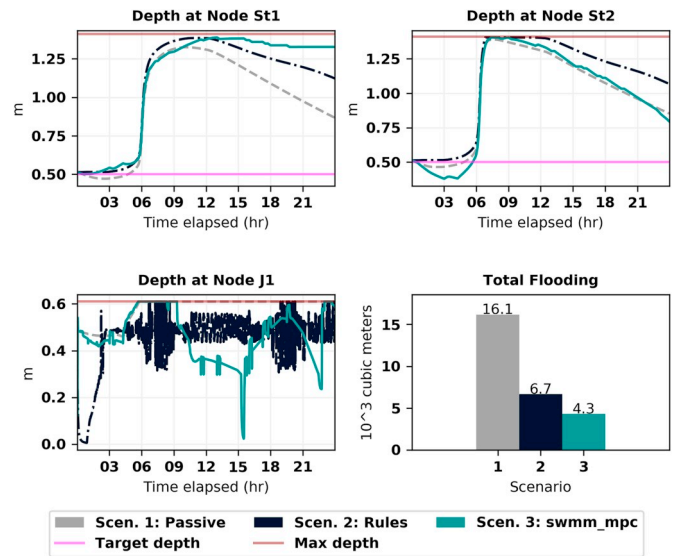 Depth at Node St1
Depth at Node St2
1.25
1.00
0.75
0.50
m
03 06 09 12 15 18 21
Time elapsed (hr)
1.25
1.00
0.75
0.50
m
03 06 09 12 15 18 21
Time elapsed (hr)
Depth at Node J1
Total Flooding
0.6
0.4
0.2
0.0
m
03 06 09 12 15 18 21
Time elapsed (hr)
15
10
5
0
10^3 cubic meters
16.1
6.7
4.3
1 2 3
Scenario
Scen. 1: Passive Scen. 2: Rules Scen. 3: swmm_mpc
Target depth Max depth